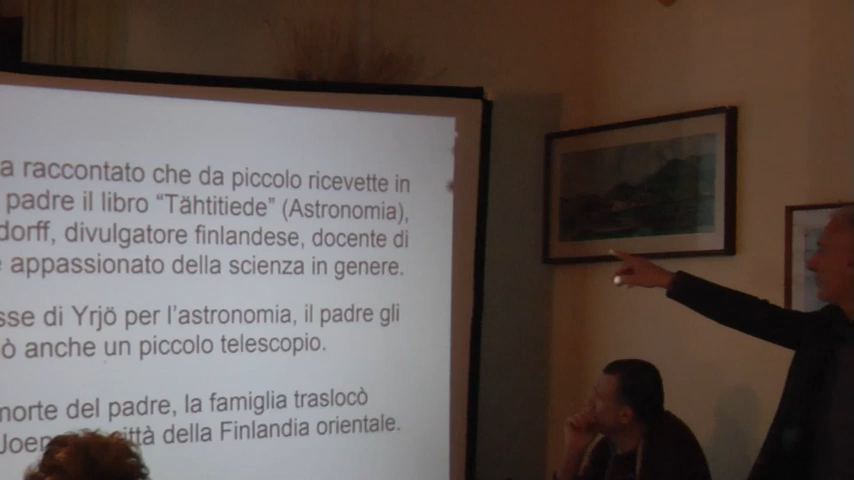 a raccontato che da piccolo ricevette in
padre il libro “Tähtitiede” (Astronomia),
dorff, divulgatore finlandese, docente di
appassionato della scienza in genere.
sse di Yrjö per l’astronomia, il padre gli
ò anche un piccolo telescopio.
morte del padre, la famiglia traslocò
della Finlandia orientale.